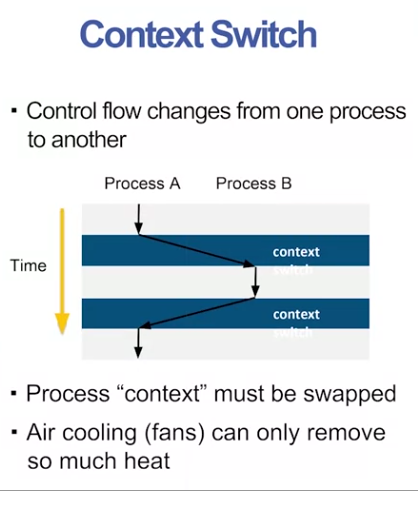 Context Switch
▪ Control flow changes from one process
to another
Process A Process B
context
switch
Time
context
switch
▪ Process “context” must be swapped
▪ Air cooling (fans) can only remove
so much heat